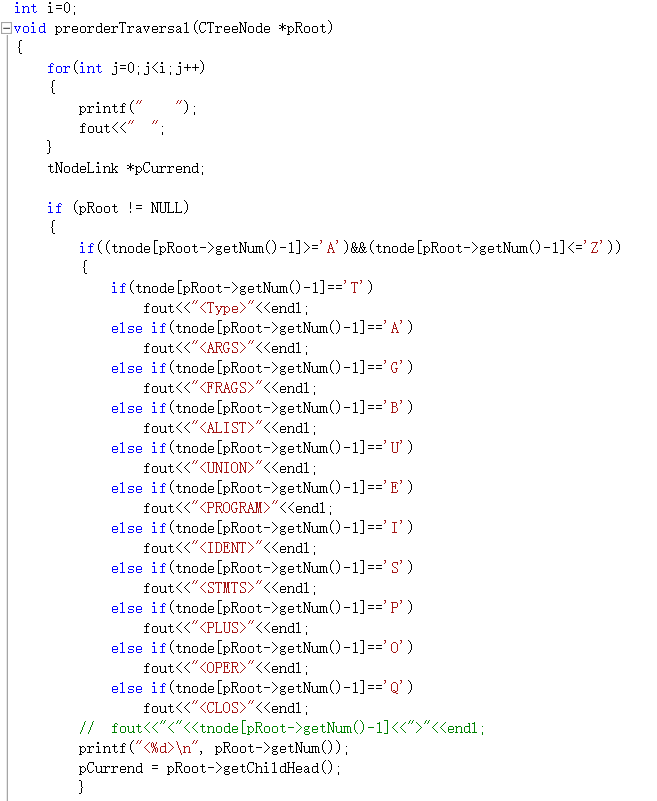 int i=0;
void preorderTraversal(CTreeNode *pRoot)
{
    for(int j=0;j<i;j++)
    {
        printf("    ");
        fout<<"  ";
    }
    tNodeLink *pCurrend;

    if (pRoot != NULL)
    {
        if((tnode[pRoot->getNum()-1]>='A')&&(tnode[pRoot->getNum()-1]<='Z'))
        {
            if(tnode[pRoot->getNum()-1]=='T')
                fout<<"<Type>"<<endl;
            else if(tnode[pRoot->getNum()-1]=='A')
                fout<<"<ARGS>"<<endl;
            else if(tnode[pRoot->getNum()-1]=='G')
                fout<<"<FRAGS>"<<endl;
            else if(tnode[pRoot->getNum()-1]=='B')
                fout<<"<ALIST>"<<endl;
            else if(tnode[pRoot->getNum()-1]=='U')
                fout<<"<UNION>"<<endl;
            else if(tnode[pRoot->getNum()-1]=='E')
                fout<<"<PROGRAM>"<<endl;
            else if(tnode[pRoot->getNum()-1]=='I')
                fout<<"<IDENT>"<<endl;
            else if(tnode[pRoot->getNum()-1]=='S')
                fout<<"<STMTS>"<<endl;
            else if(tnode[pRoot->getNum()-1]=='P')
                fout<<"<PLUS>"<<endl;
            else if(tnode[pRoot->getNum()-1]=='O')
                fout<<"<OPER>"<<endl;
            else if(tnode[pRoot->getNum()-1]=='Q')
                fout<<"<CLOS>"<<endl;
        //  fout<<"<"<<tnode[pRoot->getNum()-1]<<">"<<endl;
        printf("<%d>\n", pRoot->getNum());
        pCurrend = pRoot->getChildHead();
        }